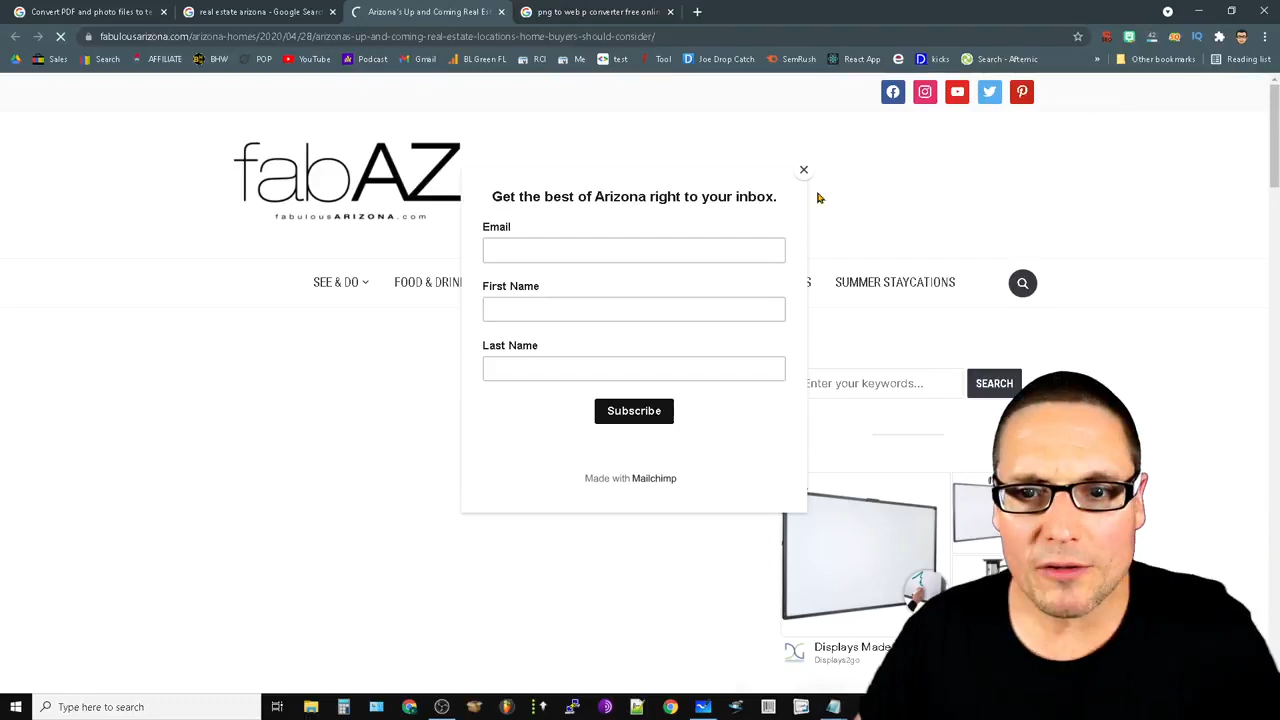 Convert PDF and photo files to te
real estate arizona - Google Search
Arizona's Up and Coming Real Est
png to web p converter free onlin
fabulousarizona.com/arizona-homes/2020/04/28/arizonas-up-and-coming-real-estate-locations-home-buyers-should-consider/
Sales
Search
AFFILIATE
BHW
POP
YouTube
Podcast
Gmail
BL Green FL
RCI
Me
test
Tool
Joe Drop Catch
SemRush
React App
kicks
Search - Afternic
»
Other bookmarks
Reading list
fabAZ
fabulousARIZONA.com
Get the best of Arizona right to your inbox.
Email
First Name
Last Name
Subscribe
Made with Mailchimp
SEE & DO
FOOD & DRIN
S
SUMMER STAYCATIONS
Enter your keywords...
SEARCH
Displays Made
Displays2go
Type here to search